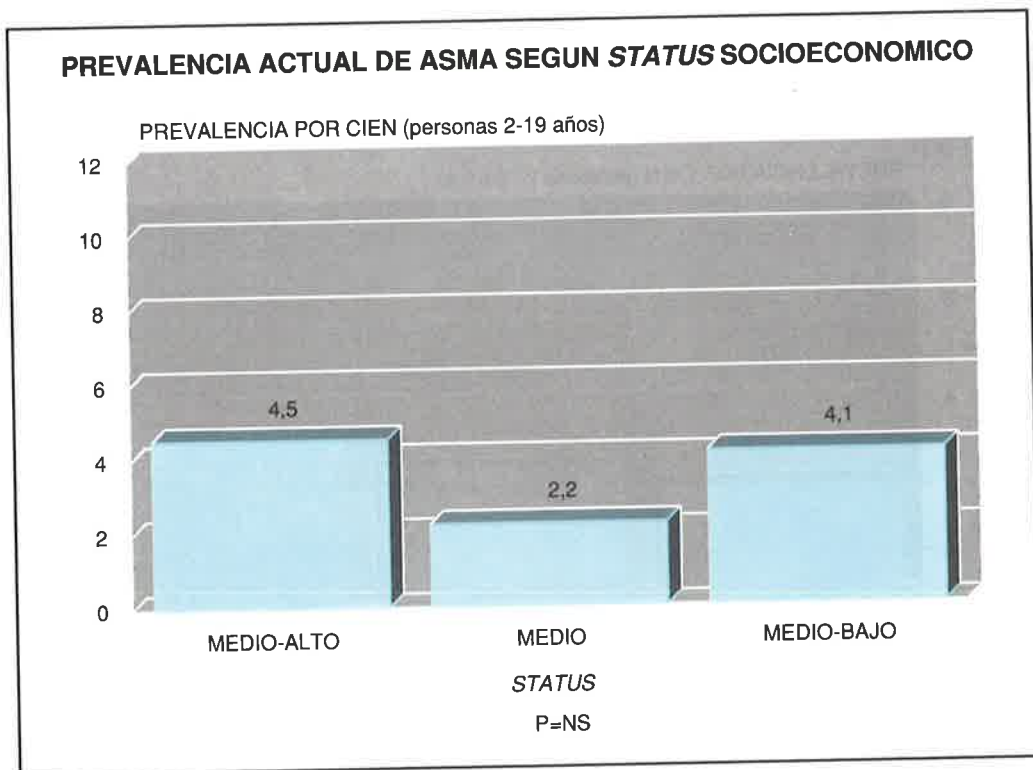 PREVALENCIA ACTUAL DE ASMA SEGUN STATUS SOCIOECONOMICO
PREVALENCIA POR CIEN (personas 2-19 años)
12
10
8
6
4
2
0
4,5
2,2
4,1
MEDIO-ALTO MEDIO MEDIO-BAJO
STATUS
P=NS